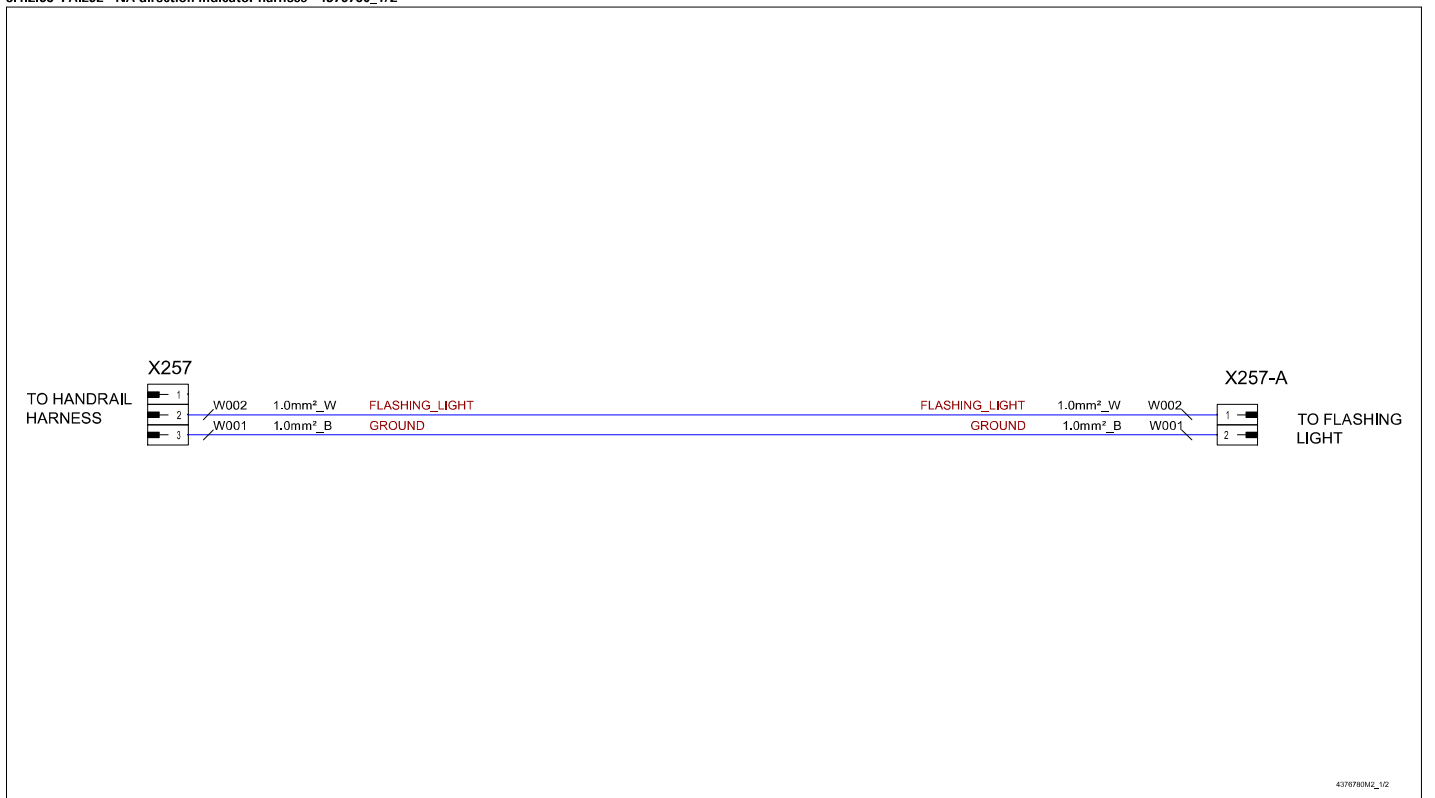 X257
TO HANDRAIL
HARNESS
1
2
3
W002 1.0mm²_W FLASHING_LIGHT
W001 1.0mm²_B GROUND
FLASHING_LIGHT 1.0mm²_W W002
GROUND 1.0mm²_B W001
X257-A
1
2
TO FLASHING
LIGHT
4376780M2_1/2